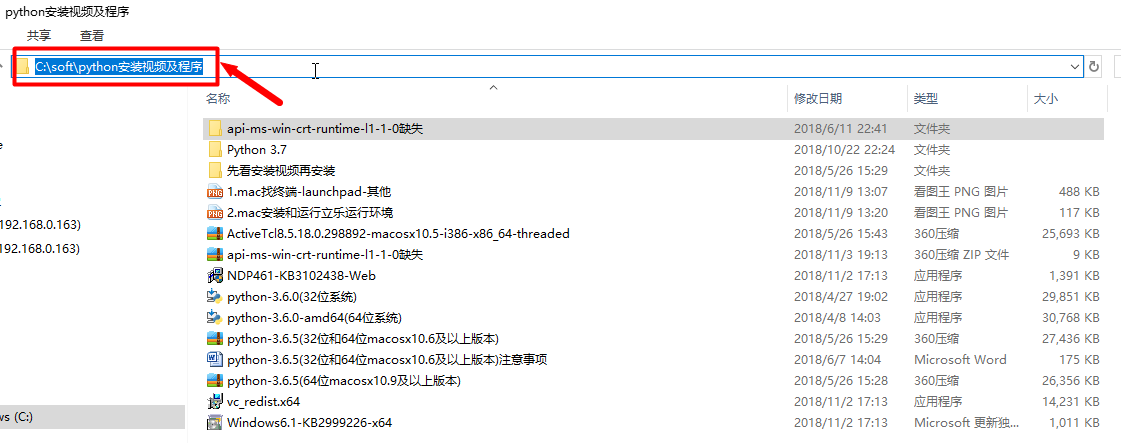 python安装视频及程序
共享 查看
C:\soft\python安装视频及程序
名称 修改日期 类型 大小
api-ms-win-crt-runtime-l1-1-0缺失 2018/6/11 22:41 文件夹
Python 3.7 2018/10/22 22:24 文件夹
先看安装视频再安装 2018/5/26 15:29 文件夹
1.mac找终端-launchpad-其他 2018/11/9 13:07 看图王 PNG 图片 488 KB
2.mac安装和运行立乐运行环境 2018/11/9 13:20 看图王 PNG 图片 117 KB
192.168.0.163)
ActiveTcl8.5.18.0.298892-macosx10.5-i386-x86_64-threaded 2018/5/26 15:43 360压缩 25,693 KB
192.168.0.163)
api-ms-win-crt-runtime-l1-1-0缺失 2018/11/3 19:13 360压缩 ZIP 文件 9 KB
NDP461-KB3102438-Web 2018/11/2 17:13 应用程序 1,391 KB
python-3.6.0(32位系统) 2018/4/27 19:02 应用程序 29,851 KB
python-3.6.0-amd64(64位系统) 2018/4/8 14:03 应用程序 30,768 KB
python-3.6.5(32位和64位macosx10.6及以上版本) 2018/5/26 15:29 360压缩 27,436 KB
python-3.6.5(32位和64位macosx10.6及以上版本)注意事项 2018/6/7 14:04 Microsoft Word 175 KB
python-3.6.5(64位macosx10.9及以上版本) 2018/5/26 15:28 360压缩 26,356 KB
vc_redist.x64 2018/11/2 17:13 应用程序 14,231 KB
ws (C:)
Windows6.1-KB2999226-x64 2018/11/2 17:13 Microsoft 更新独... 1,011 KB